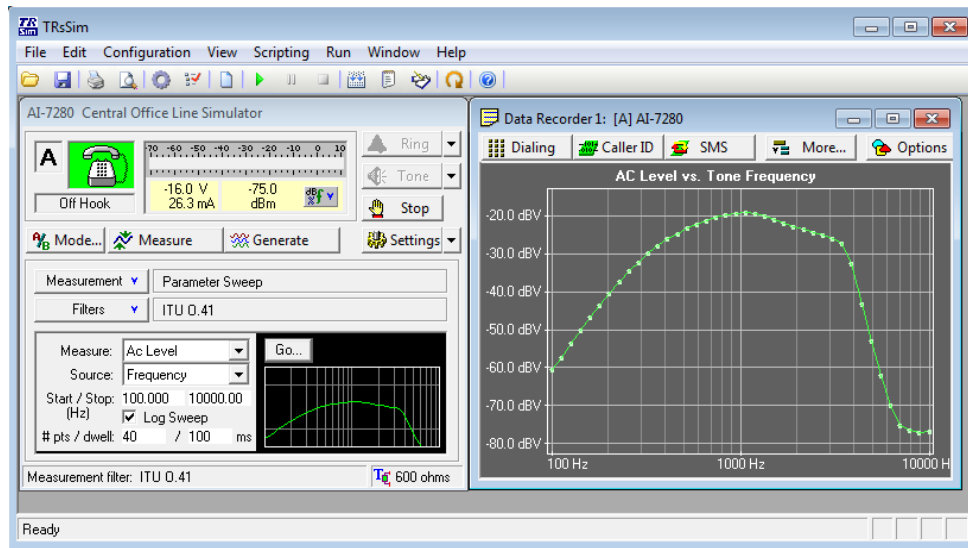 TRsSim
File Edit Configuration View Scripting Run Window Help
AI-7280 Central Office Line Simulator
A
Off Hook
-70 -60 -50 -40 -30 -20 -10 0 10
-16.0 V -75.0
26.3 mA dBm
Ring
Tone
Stop
Mode... Measure Generate Settings
Measurement Parameter Sweep
Filters ITU O.41
Measure: Ac Level Go...
Source: Frequency
Start / Stop: 100.000 10000.00
(Hz) Log Sweep
# pts / dwell: 40 / 100 ms
Measurement filter: ITU O.41 600 ohms
Data Recorder 1: [A] AI-7280
Dialing Caller ID SMS More... Options
AC Level vs. Tone Frequency
-20.0 dBV
-30.0 dBV
-40.0 dBV
-50.0 dBV
-60.0 dBV
-70.0 dBV
-80.0 dBV
100 Hz 1000 Hz 10000 H
Ready